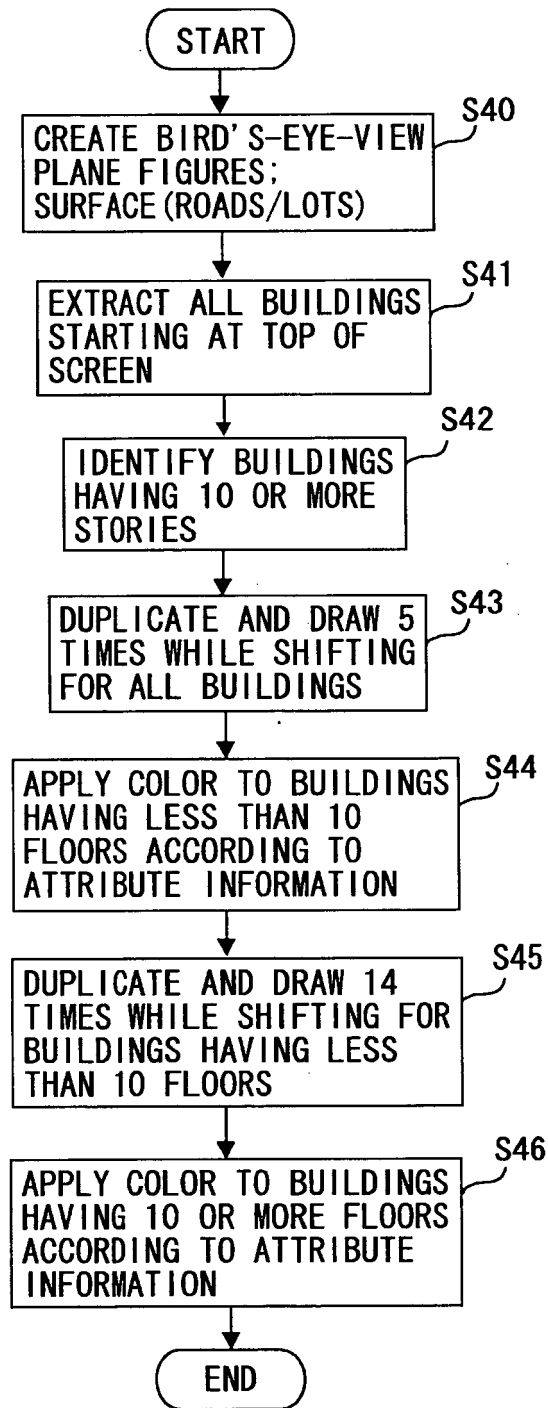 START
S40
CREATE BIRD'S-EYE-VIEW
PLANE FIGURES;
SURFACE(ROADS/LOTS)
S41
EXTRACT ALL BUILDINGS
STARTING AT TOP OF
SCREEN
S42
IDENTIFY BUILDINGS
HAVING 10 OR MORE
STORIES
S43
DUPLICATE AND DRAW 5
TIMES WHILE SHIFTING
FOR ALL BUILDINGS
S44
APPLY COLOR TO BUILDINGS
HAVING LESS THAN 10
FLOORS ACCORDING TO
ATTRIBUTE INFORMATION
S45
DUPLICATE AND DRAW 14
TIMES WHILE SHIFTING FOR
BUILDINGS HAVING LESS
THAN 10 FLOORS
S46
APPLY COLOR TO BUILDINGS
HAVING 10 OR MORE FLOORS
ACCORDING TO ATTRIBUTE
INFORMATION
END